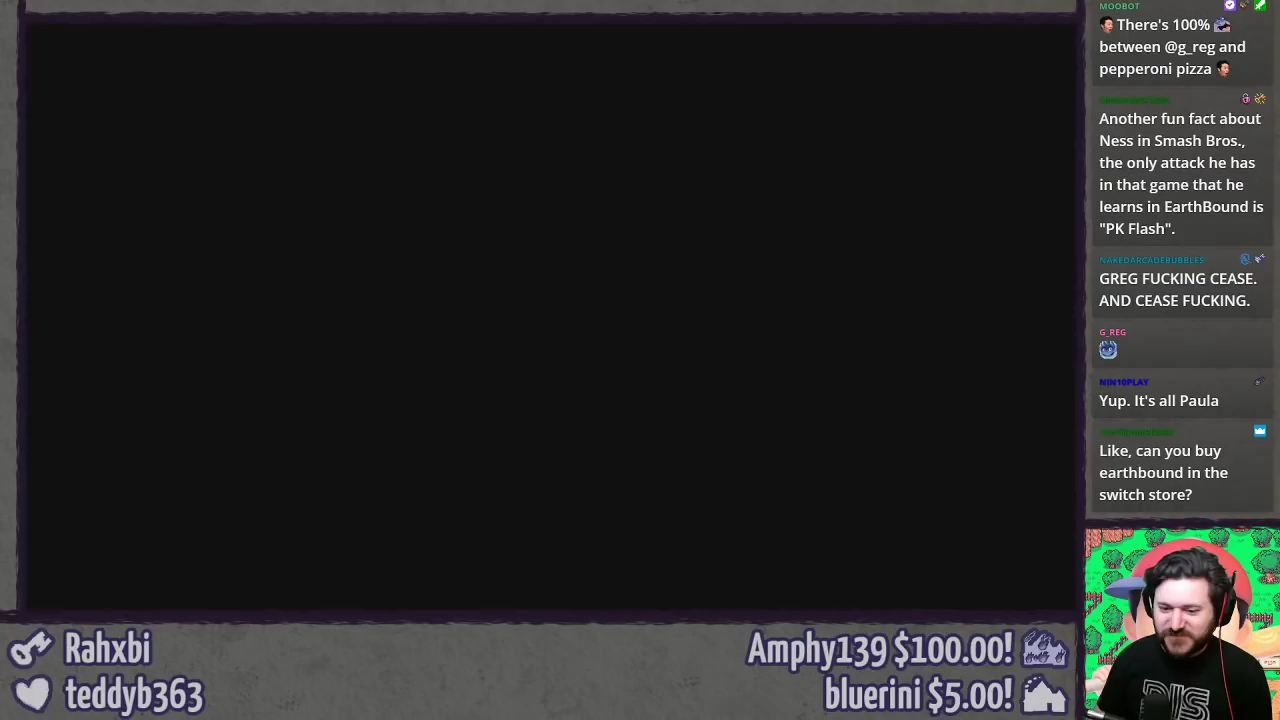 MOOBOT
There's 100%
between @g_reg and
pepperoni pizza
Another fun fact about
Ness in Smash Bros.,
the only attack he has
in that game that he
learns in EarthBound is
"PK Flash".
NAKEDARCADEBUBBLES
GREG FUCKING CEASE.
AND CEASE FUCKING.
G_REG
NIN10PLAY
Yup. It's all Paula
Like, can you buy
earthbound in the
switch store?
Rahxbi
teddyb363
Amphy139 $100.00!
bluerini $5.00!
DIS